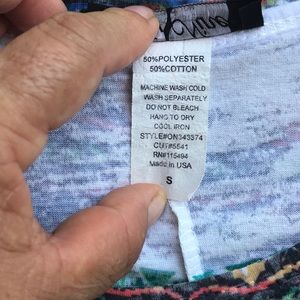 50%POLYESTER
50%COTTON
MACHINE WASH COLD
WASH SEPARATELY
DO NOT BLEACH
HANG TO DRY
COOL IRON
STYLE#ON343374
CUT#5541
RN#115494
Made in USA
S